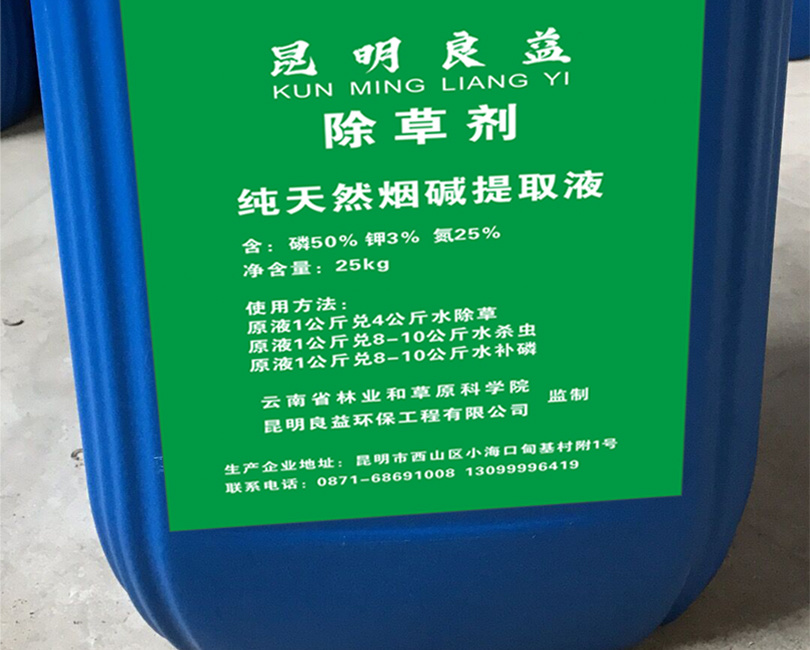 昆明良益
KUN MING LIANG YI
除草剂
纯天然烟碱提取液
含：磷50% 钾3% 氮25%
净含量：25kg
使用方法：
原液1公斤兑4公斤水除草
原液1公斤兑8-10公斤水杀虫
原液1公斤兑8-10公斤水补磷
云南省林业和草原科学院 监制
昆明良益环保工程有限公司
生产企业地址：昆明市西山区小海口甸基村附1号
联系电话：0871-68691008 13099996419